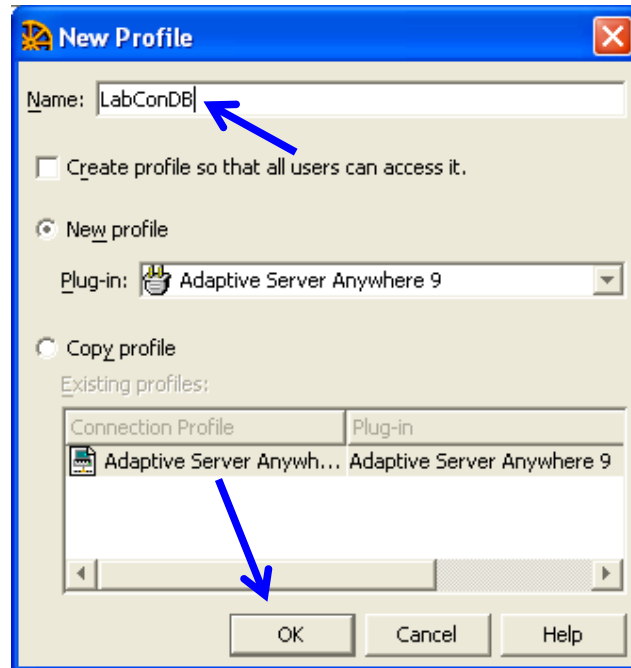 New Profile
Name: LabConDB
Create profile so that all users can access it.
New profile
Plug-in: Adaptive Server Anywhere 9
Copy profile
Existing profiles:
Connection Profile Plug-in
Adaptive Server Anywh... Adaptive Server Anywhere 9
OK Cancel Help